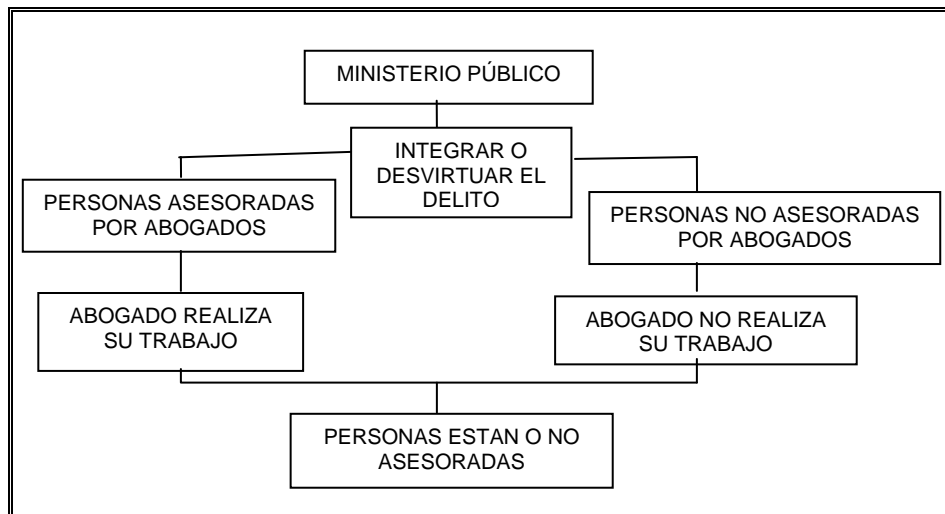 MINISTERIO PÚBLICO
INTEGRAR O
DESVIRTUAR EL
DELITO
PERSONAS ASESORADAS
POR ABOGADOS
PERSONAS NO ASESORADAS
POR ABOGADOS
ABOGADO REALIZA
SU TRABAJO
ABOGADO NO REALIZA
SU TRABAJO
PERSONAS ESTAN O NO
ASESORADAS